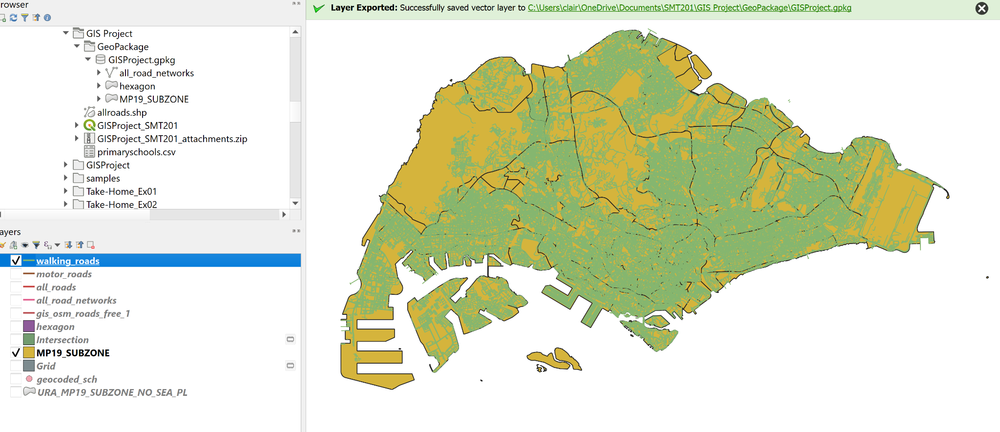 rowser
Layer Exported: Successfully saved vector layer to C:\Users\clair\OneDrive\Documents\SMT201\GIS Project\GeoPackage\GISProject.gpkg
GIS Project
GeoPackage
GISProject.gpkg
all_road_networks
hexagon
MP19_SUBZONE
allroads.shp
GISProject_SMT201
GISProject_SMT201_attachments.zip
primaryschools.csv
GISProject
samples
Take-Home_Ex01
Take-Home_Ex02
ayers
walking_roads
motor_roads
all_roads
all_road_networks
gis_osm_roads_free_1
hexagon
Intersection
MP19_SUBZONE
Grid
geocoded_sch
URA_MP19_SUBZONE_NO_SEA_PL